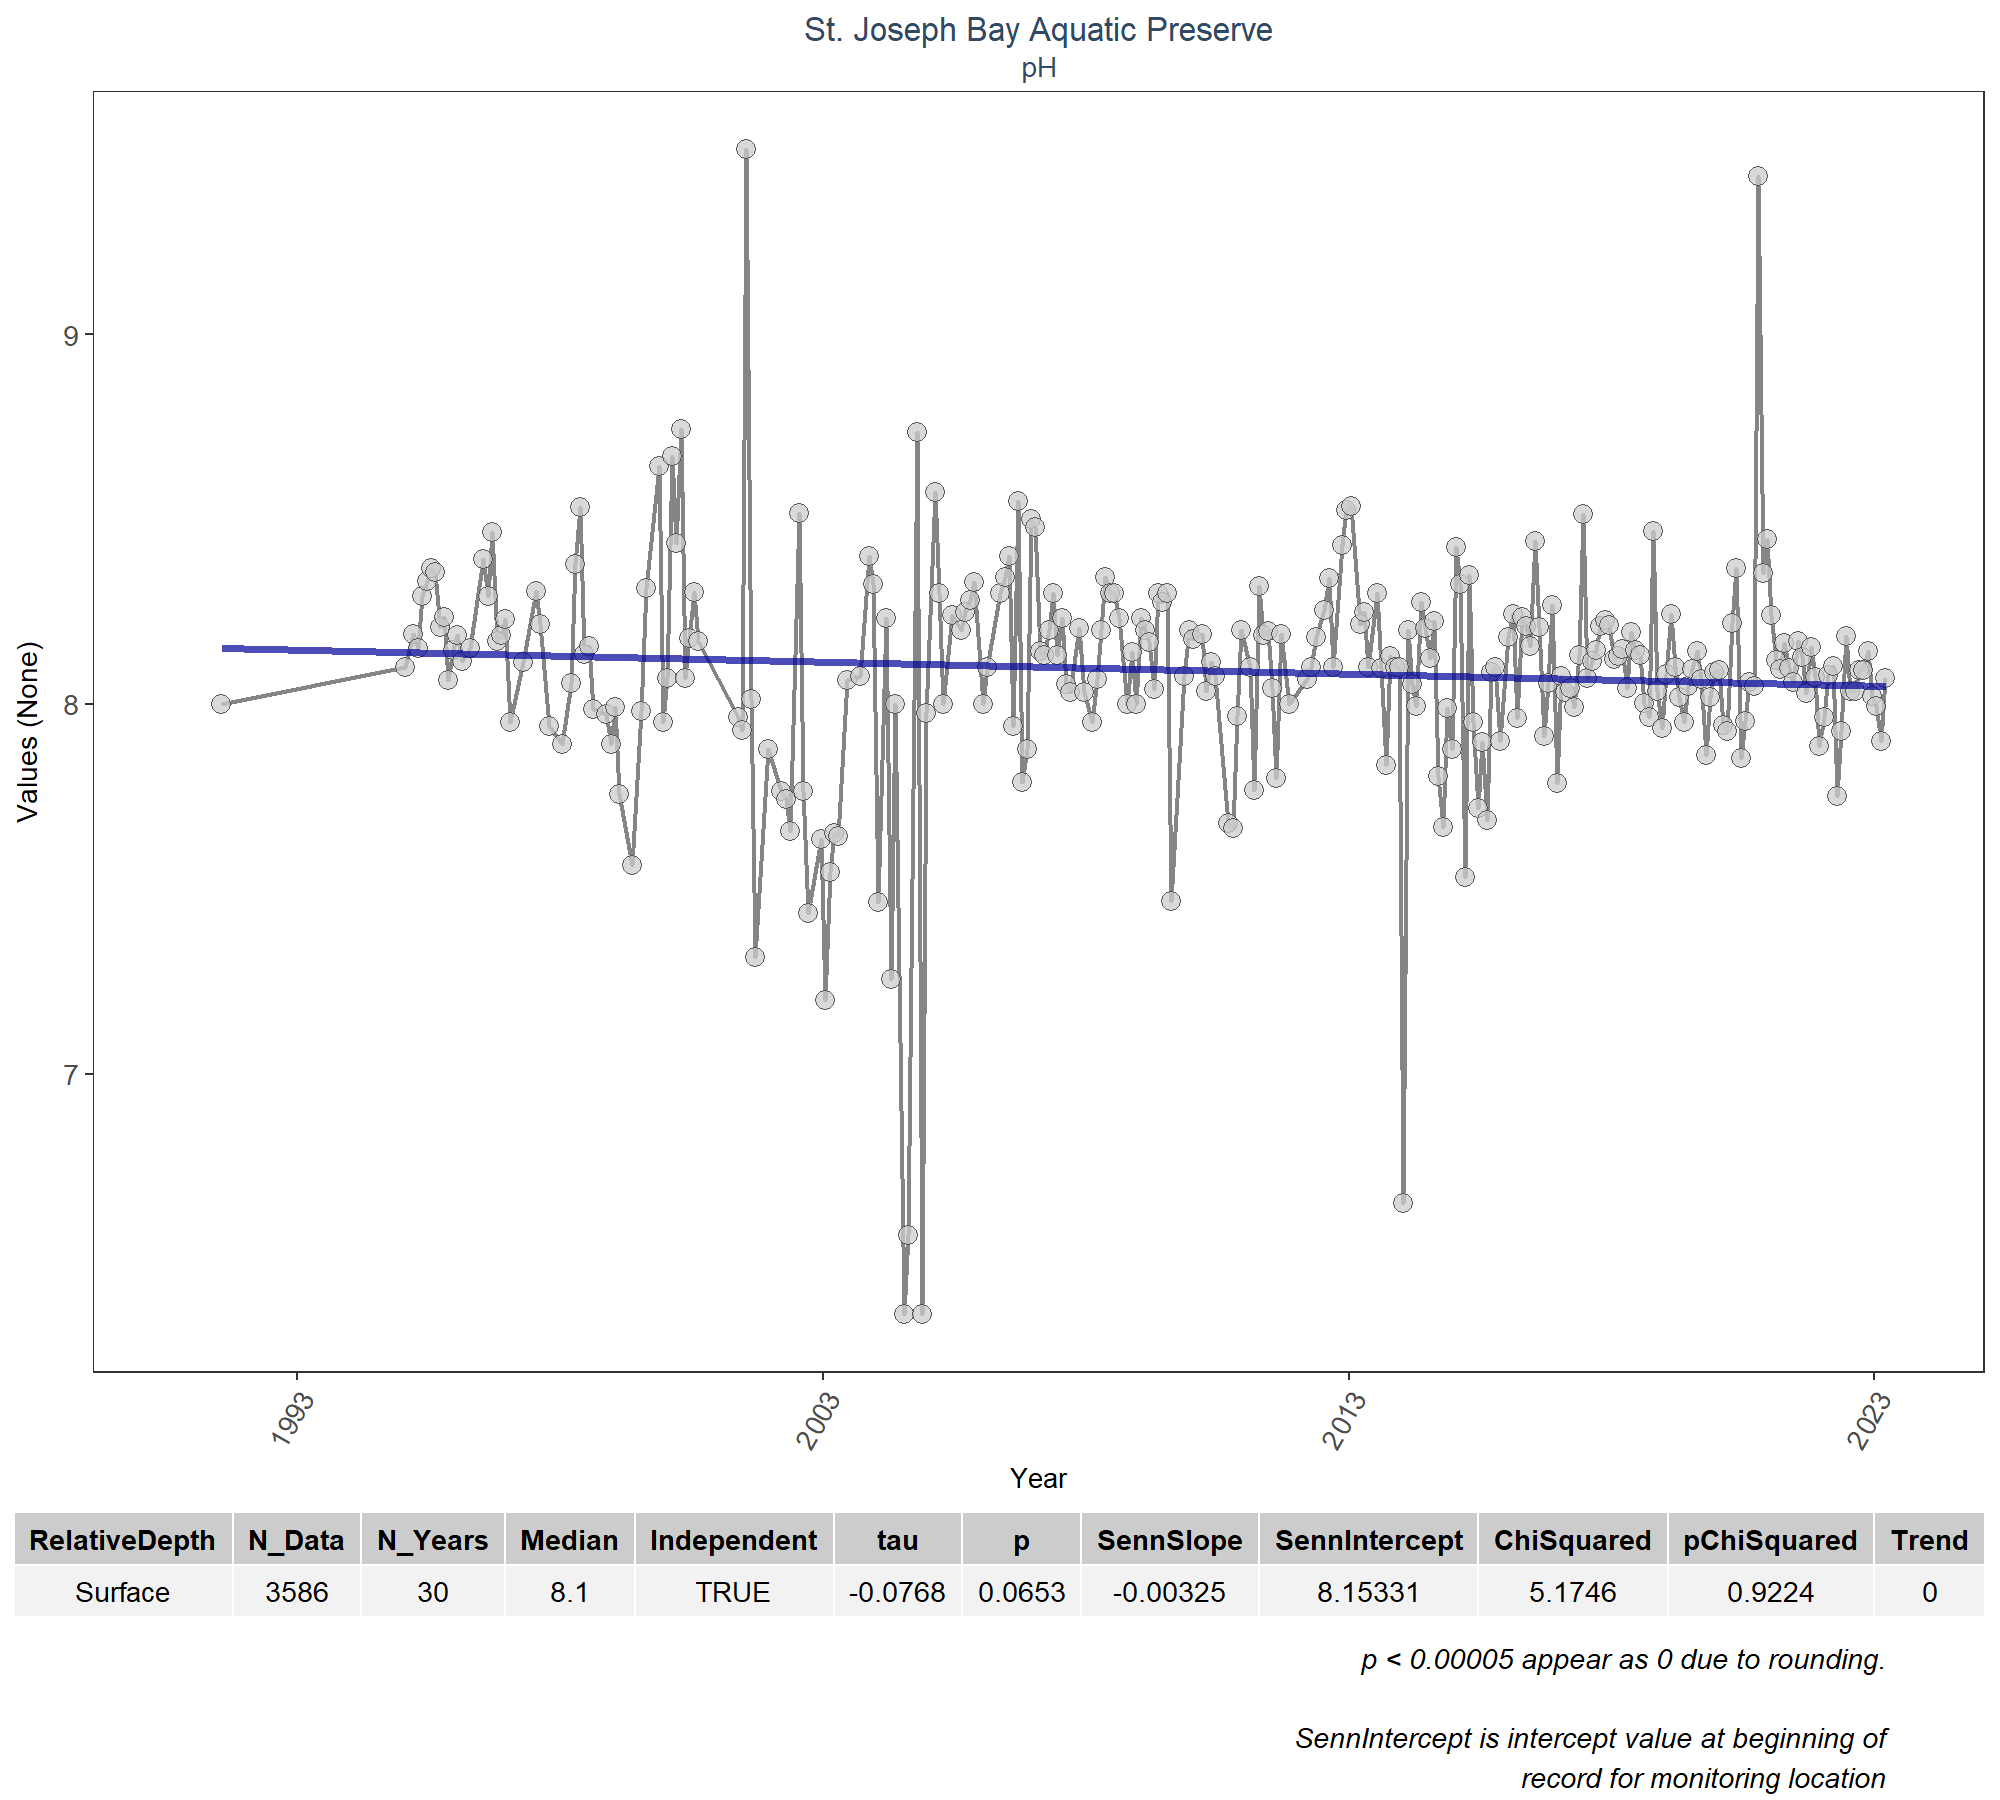 St. Joseph Bay Aquatic Preserve
pH
Values (None)
9
8
7
1993
2003
2013
2023
Year
RelativeDepth N_Data N_Years Median Independent tau p SennSlope SennIntercept ChiSquared pChiSquared Trend
Surface 3586 30 8.1 TRUE -0.0768 0.0653 -0.00325 8.15331 5.1746 0.9224 0
p < 0.00005 appear as 0 due to rounding.
SennIntercept is intercept value at beginning of
record for monitoring location